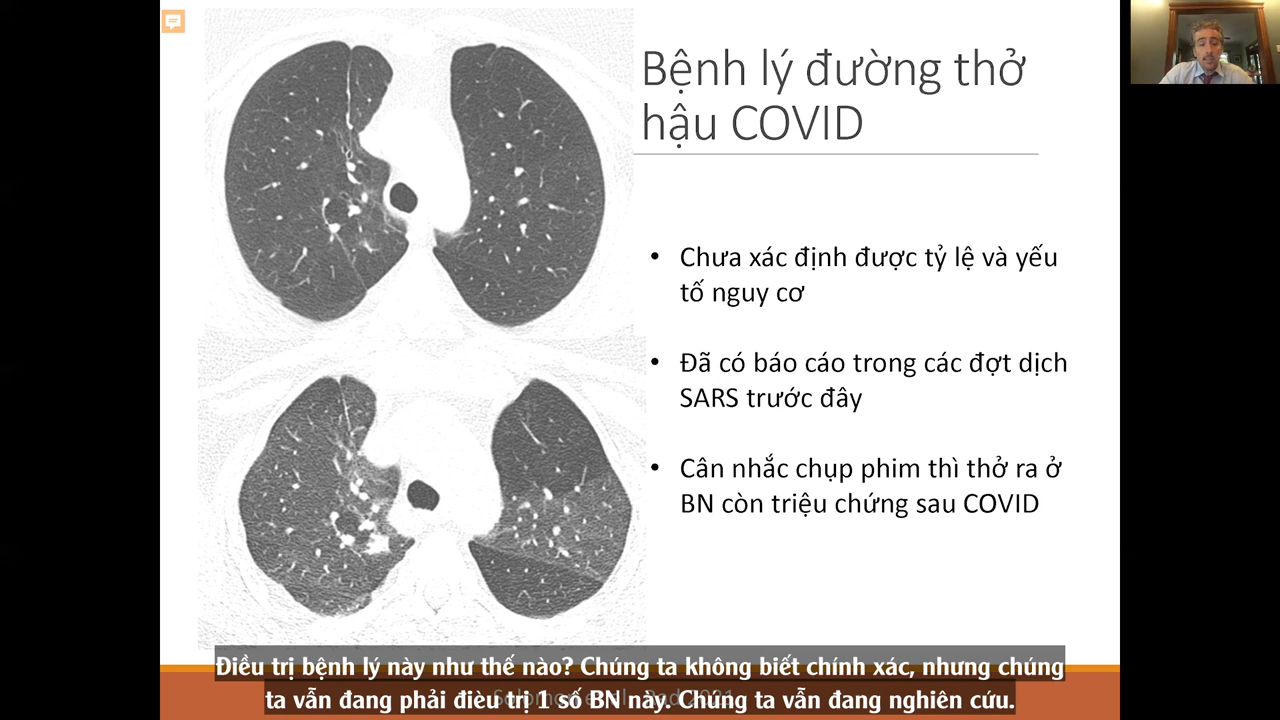 Bệnh lý đường thở
hậu COVID
• Chưa xác định được tỷ lệ và yếu
tố nguy cơ
• Đã có báo cáo trong các đợt dịch
SARS trước đây
• Cân nhắc chụp phim thì thở ra ở
BN còn triệu chứng sau COVID
Điều trị bệnh lý này như thế nào? Chúng ta không biết chính xác, nhưng chúng
ta vẫn đang phải đièu trị 1 số BN này. Chúng ta vẫn đang nghiên cứu.